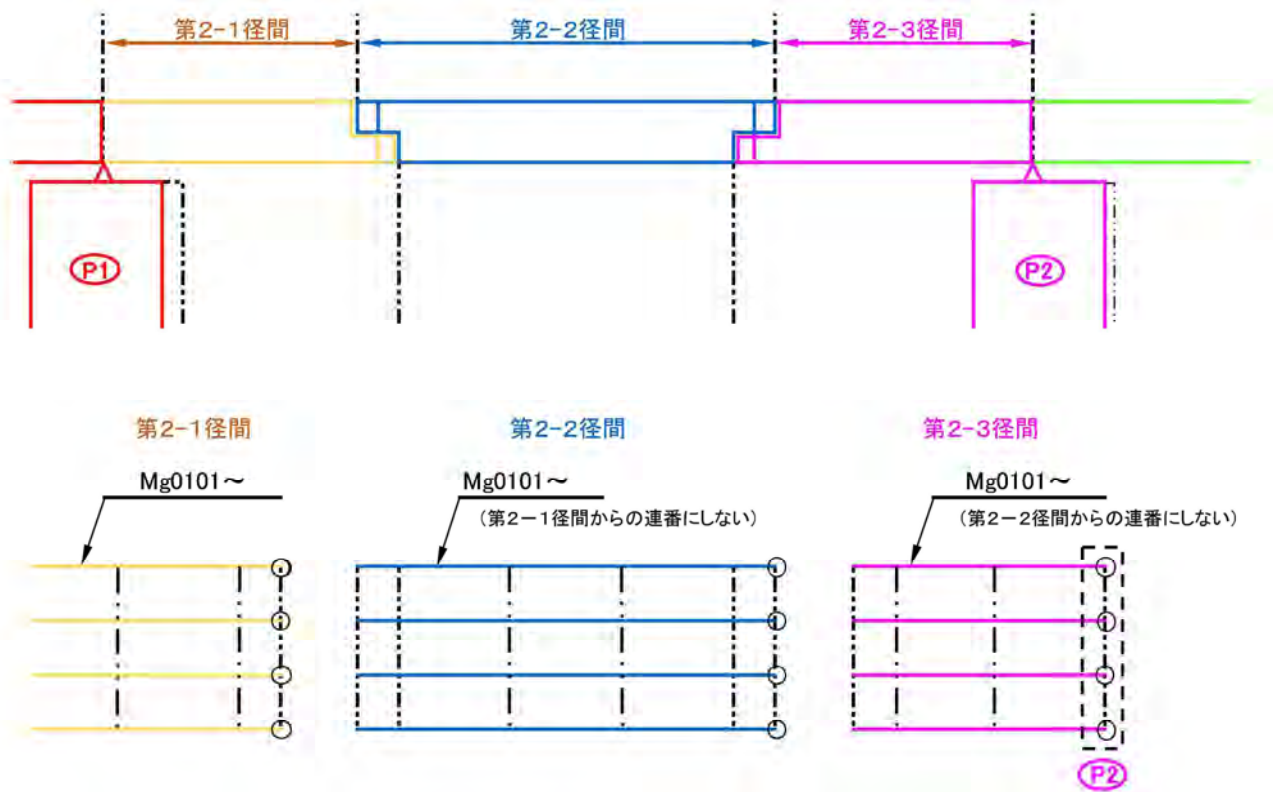 第2-1径間
第2-2径間
第2-3径間
P1
P2
第2-1径間
第2-2径間
第2-3径間
Mg0101～
Mg0101～
（第2－1径間からの連番にしない）
Mg0101～
（第2－2径間からの連番にしない）
P2